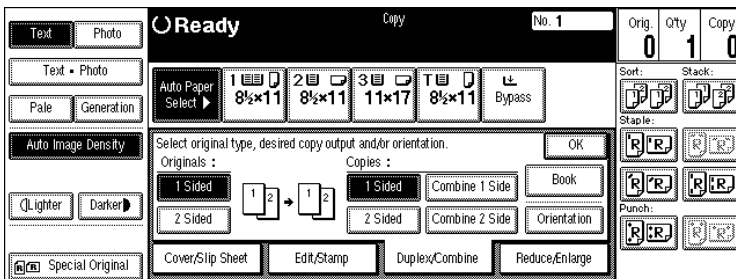 Text Photo
Text • Photo
Pale Generation
Auto Image Density
Lighter Darker
Special Original
Ready
Copy
No. 1
Orig. Q'ty Copy
0 1 0
Auto Paper Select
1 8½×11
2 8½×11
3 11×17
T 8½×11
Bypass
Select original type, desired copy output and/or orientation.
OK
Originals :
Copies :
1 Sided
2 Sided
1 2 1 2
1 Sided Combine 1 Side
2 Sided Combine 2 Side
Book
Orientation
Cover/Slip Sheet Edit/Stamp Duplex/Combine Reduce/Enlarge
Sort: Stack:
Staple:
Punch: